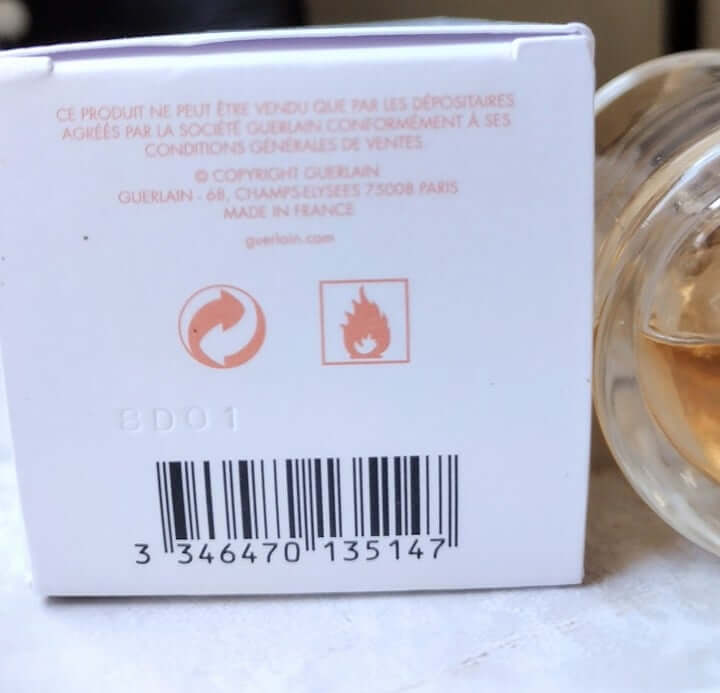 CE PRODUIT NE PEUT ÊTRE VENDU QUE PAR LES DÉPOSITAIRES
AGRÉÉS PAR LA SOCIÉTÉ GUERLAIN CONFORMÉMENT À SES
CONDITIONS GÉNÉRALES DE VENTES.
© COPYRIGHT GUERLAIN
GUERLAIN - 68, CHAMPS-ELYSEES 75008 PARIS
MADE IN FRANCE
guerlain.com
BD01
3 346470 135147